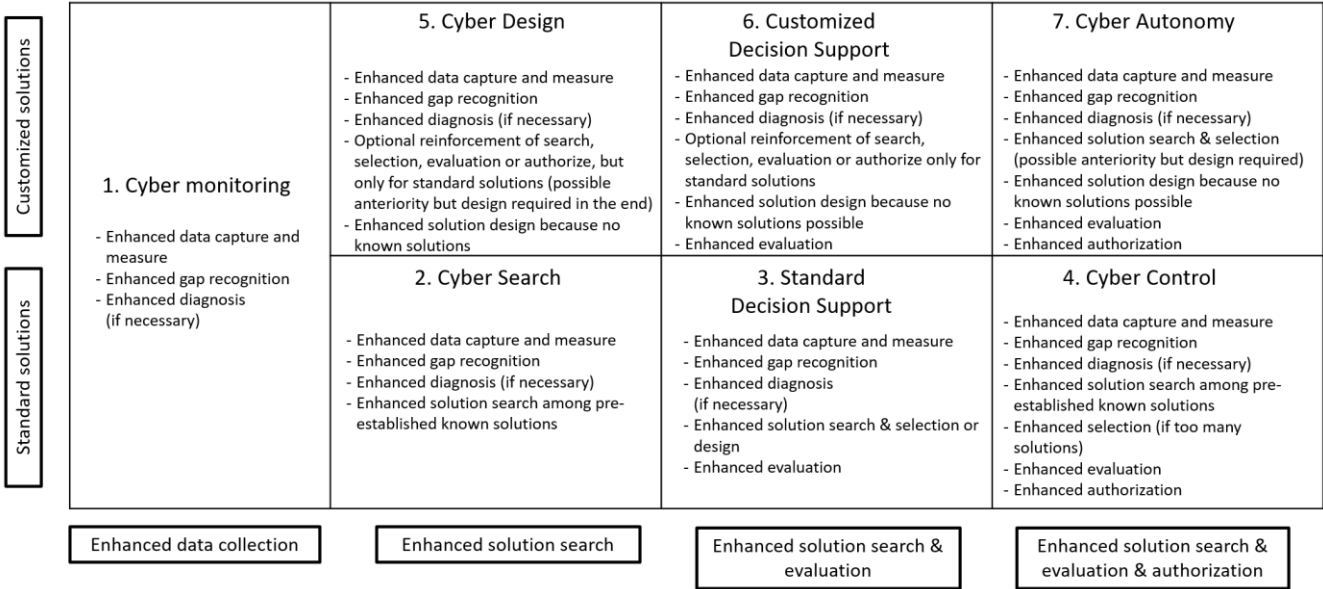 Customized solutions
Standard solutions
1. Cyber monitoring
- Enhanced data capture and
measure
- Enhanced gap recognition
- Enhanced diagnosis
(if necessary)
5. Cyber Design
- Enhanced data capture and measure
- Enhanced gap recognition
- Enhanced diagnosis (if necessary)
- Optional reinforcement of search,
selection, evaluation or authorize, but
only for standard solutions (possible
anteriority but design required in the end)
- Enhanced solution design because no
known solutions
6. Customized
Decision Support
- Enhanced data capture and measure
- Enhanced gap recognition
- Enhanced diagnosis (if necessary)
- Optional reinforcement of search,
selection, evaluation or authorize only for
standard solutions
- Enhanced solution design because no
known solutions possible
- Enhanced evaluation
7. Cyber Autonomy
- Enhanced data capture and measure
- Enhanced gap recognition
- Enhanced diagnosis (if necessary)
- Enhanced solution search & selection
(possible anteriority but design required)
- Enhanced solution design because no
known solutions possible
- Enhanced evaluation
- Enhanced authorization
2. Cyber Search
- Enhanced data capture and measure
- Enhanced gap recognition
- Enhanced diagnosis (if necessary)
- Enhanced solution search among pre-
established known solutions
3. Standard
Decision Support
- Enhanced data capture and measure
- Enhanced gap recognition
- Enhanced diagnosis
(if necessary)
- Enhanced solution search & selection or
design
- Enhanced evaluation
4. Cyber Control
- Enhanced data capture and measure
- Enhanced gap recognition
- Enhanced diagnosis (if necessary)
- Enhanced solution search among pre-
established known solutions
- Enhanced selection (if too many
solutions)
- Enhanced evaluation
- Enhanced authorization
Enhanced data collection
Enhanced solution search
Enhanced solution search &
evaluation
Enhanced solution search &
evaluation & authorization